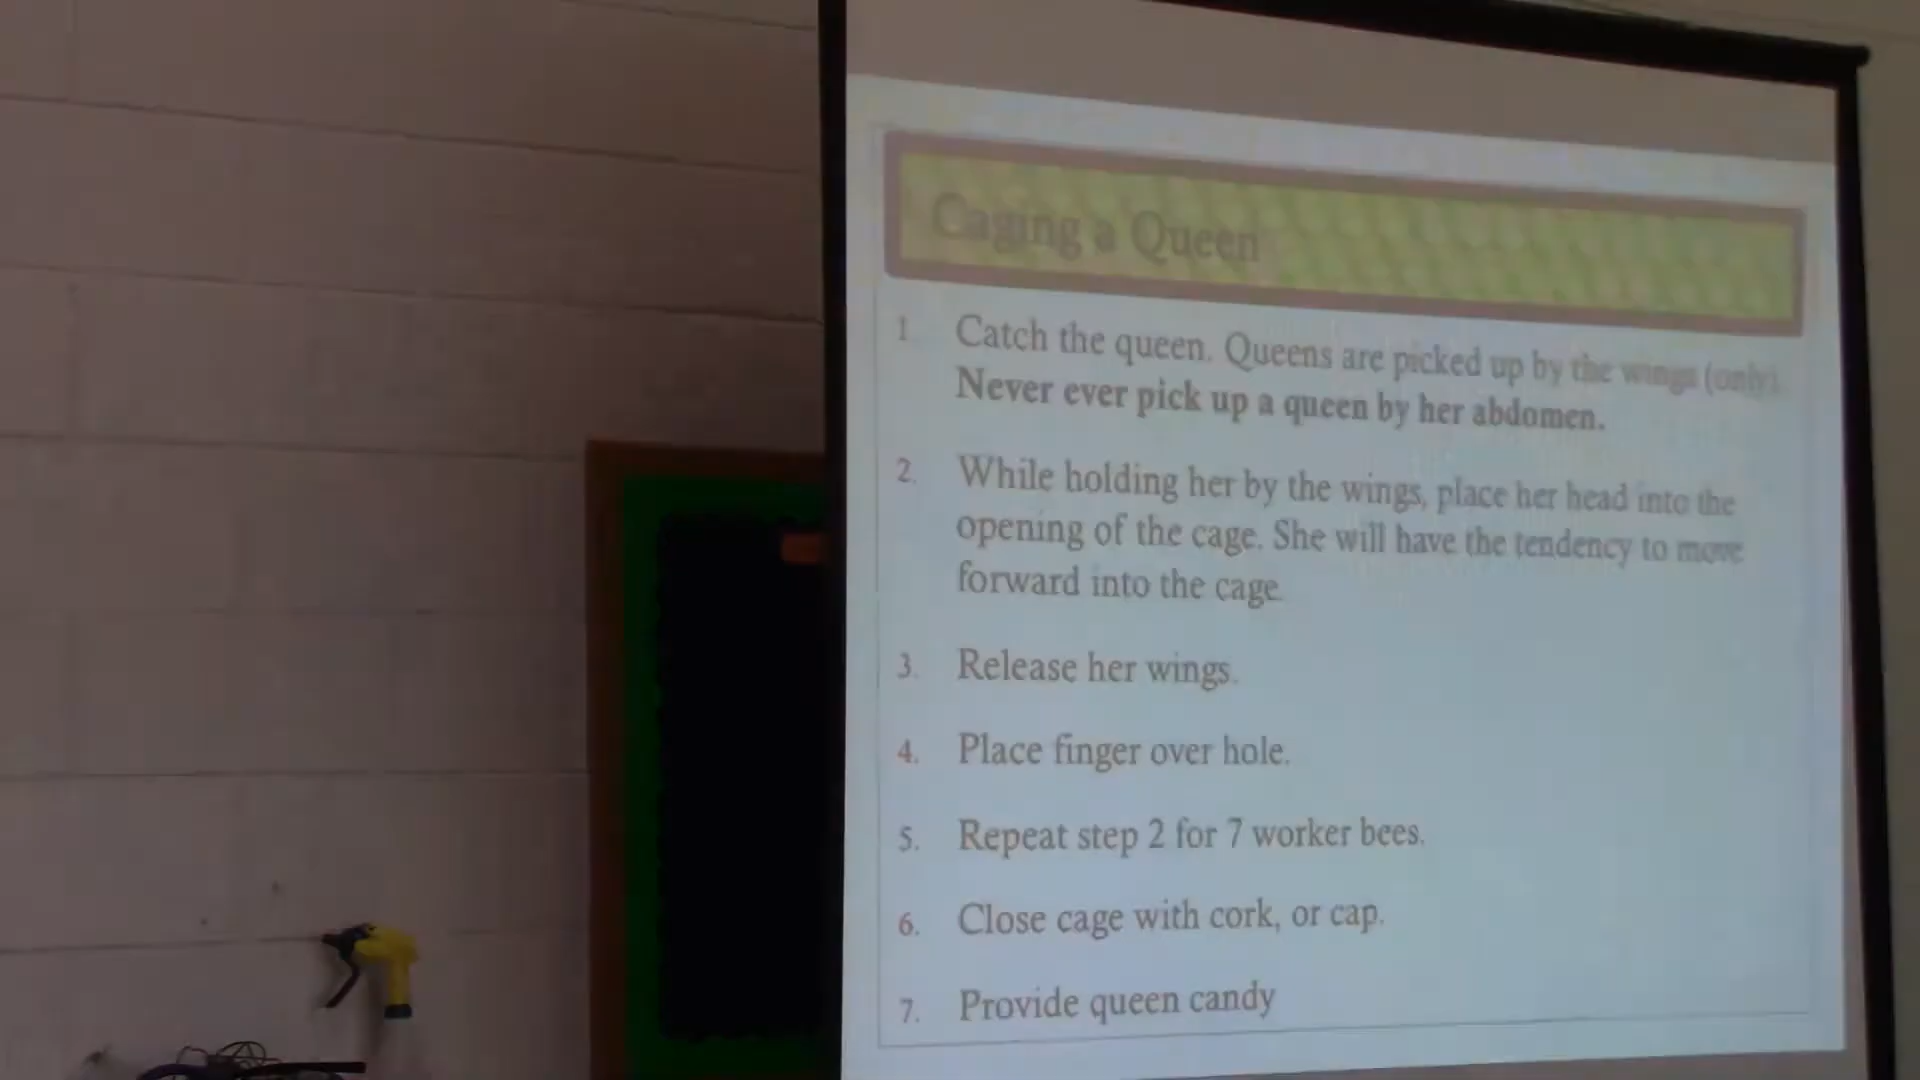 Caging a Queen
1. Catch the queen. Queens are picked up by the wings (only).
Never ever pick up a queen by her abdomen.
2. While holding her by the wings, place her head into the
opening of the cage. She will have the tendency to move
forward into the cage.
3. Release her wings.
4. Place finger over hole.
5. Repeat step 2 for 7 worker bees.
6. Close cage with cork, or cap.
7. Provide queen candy